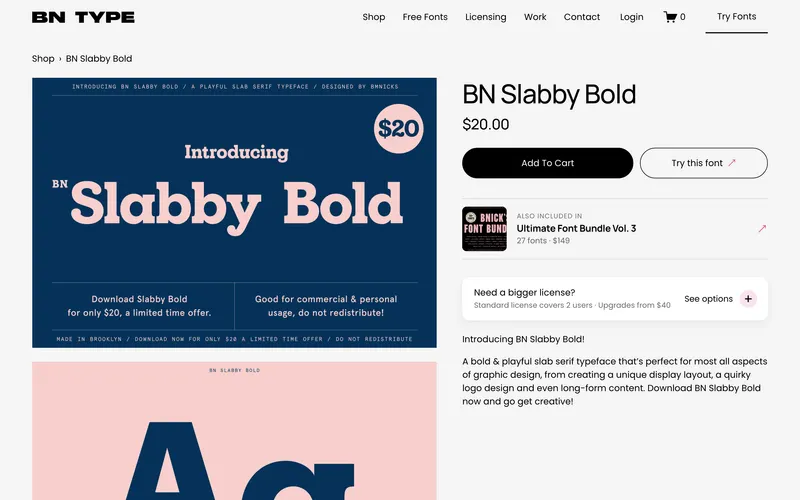 BN TYPE
Shop Free Fonts Licensing Work Contact Login 0 Try Fonts
Shop › BN Slabby Bold
INTRODUCING BN SLABBY BOLD / A PLAYFUL SLAB SERIF TYPEFACE / DESIGNED BY BMNICKS
$20
Introducing
BN Slabby Bold
Download Slabby Bold
for only $20, a limited time offer.
Good for commercial & personal
usage, do not redistribute!
MADE IN BROOKLYN / DOWNLOAD NOW FOR ONLY $20 A LIMITED TIME OFFER / DO NOT REDISTRIBUTE
BN SLABBY BOLD
Ag
BN Slabby Bold
$20.00
Add To Cart
Try this font ↗
BNICK'S
FONT BUND
ALSO INCLUDED IN
Ultimate Font Bundle Vol. 3
27 fonts · $149
↗
Need a bigger license?
Standard license covers 2 users · Upgrades from $40
See options +
Introducing BN Slabby Bold!
A bold & playful slab serif typeface that's perfect for most all aspects
of graphic design, from creating a unique display layout, a quirky
logo design and even long-form content. Download BN Slabby Bold
now and go get creative!